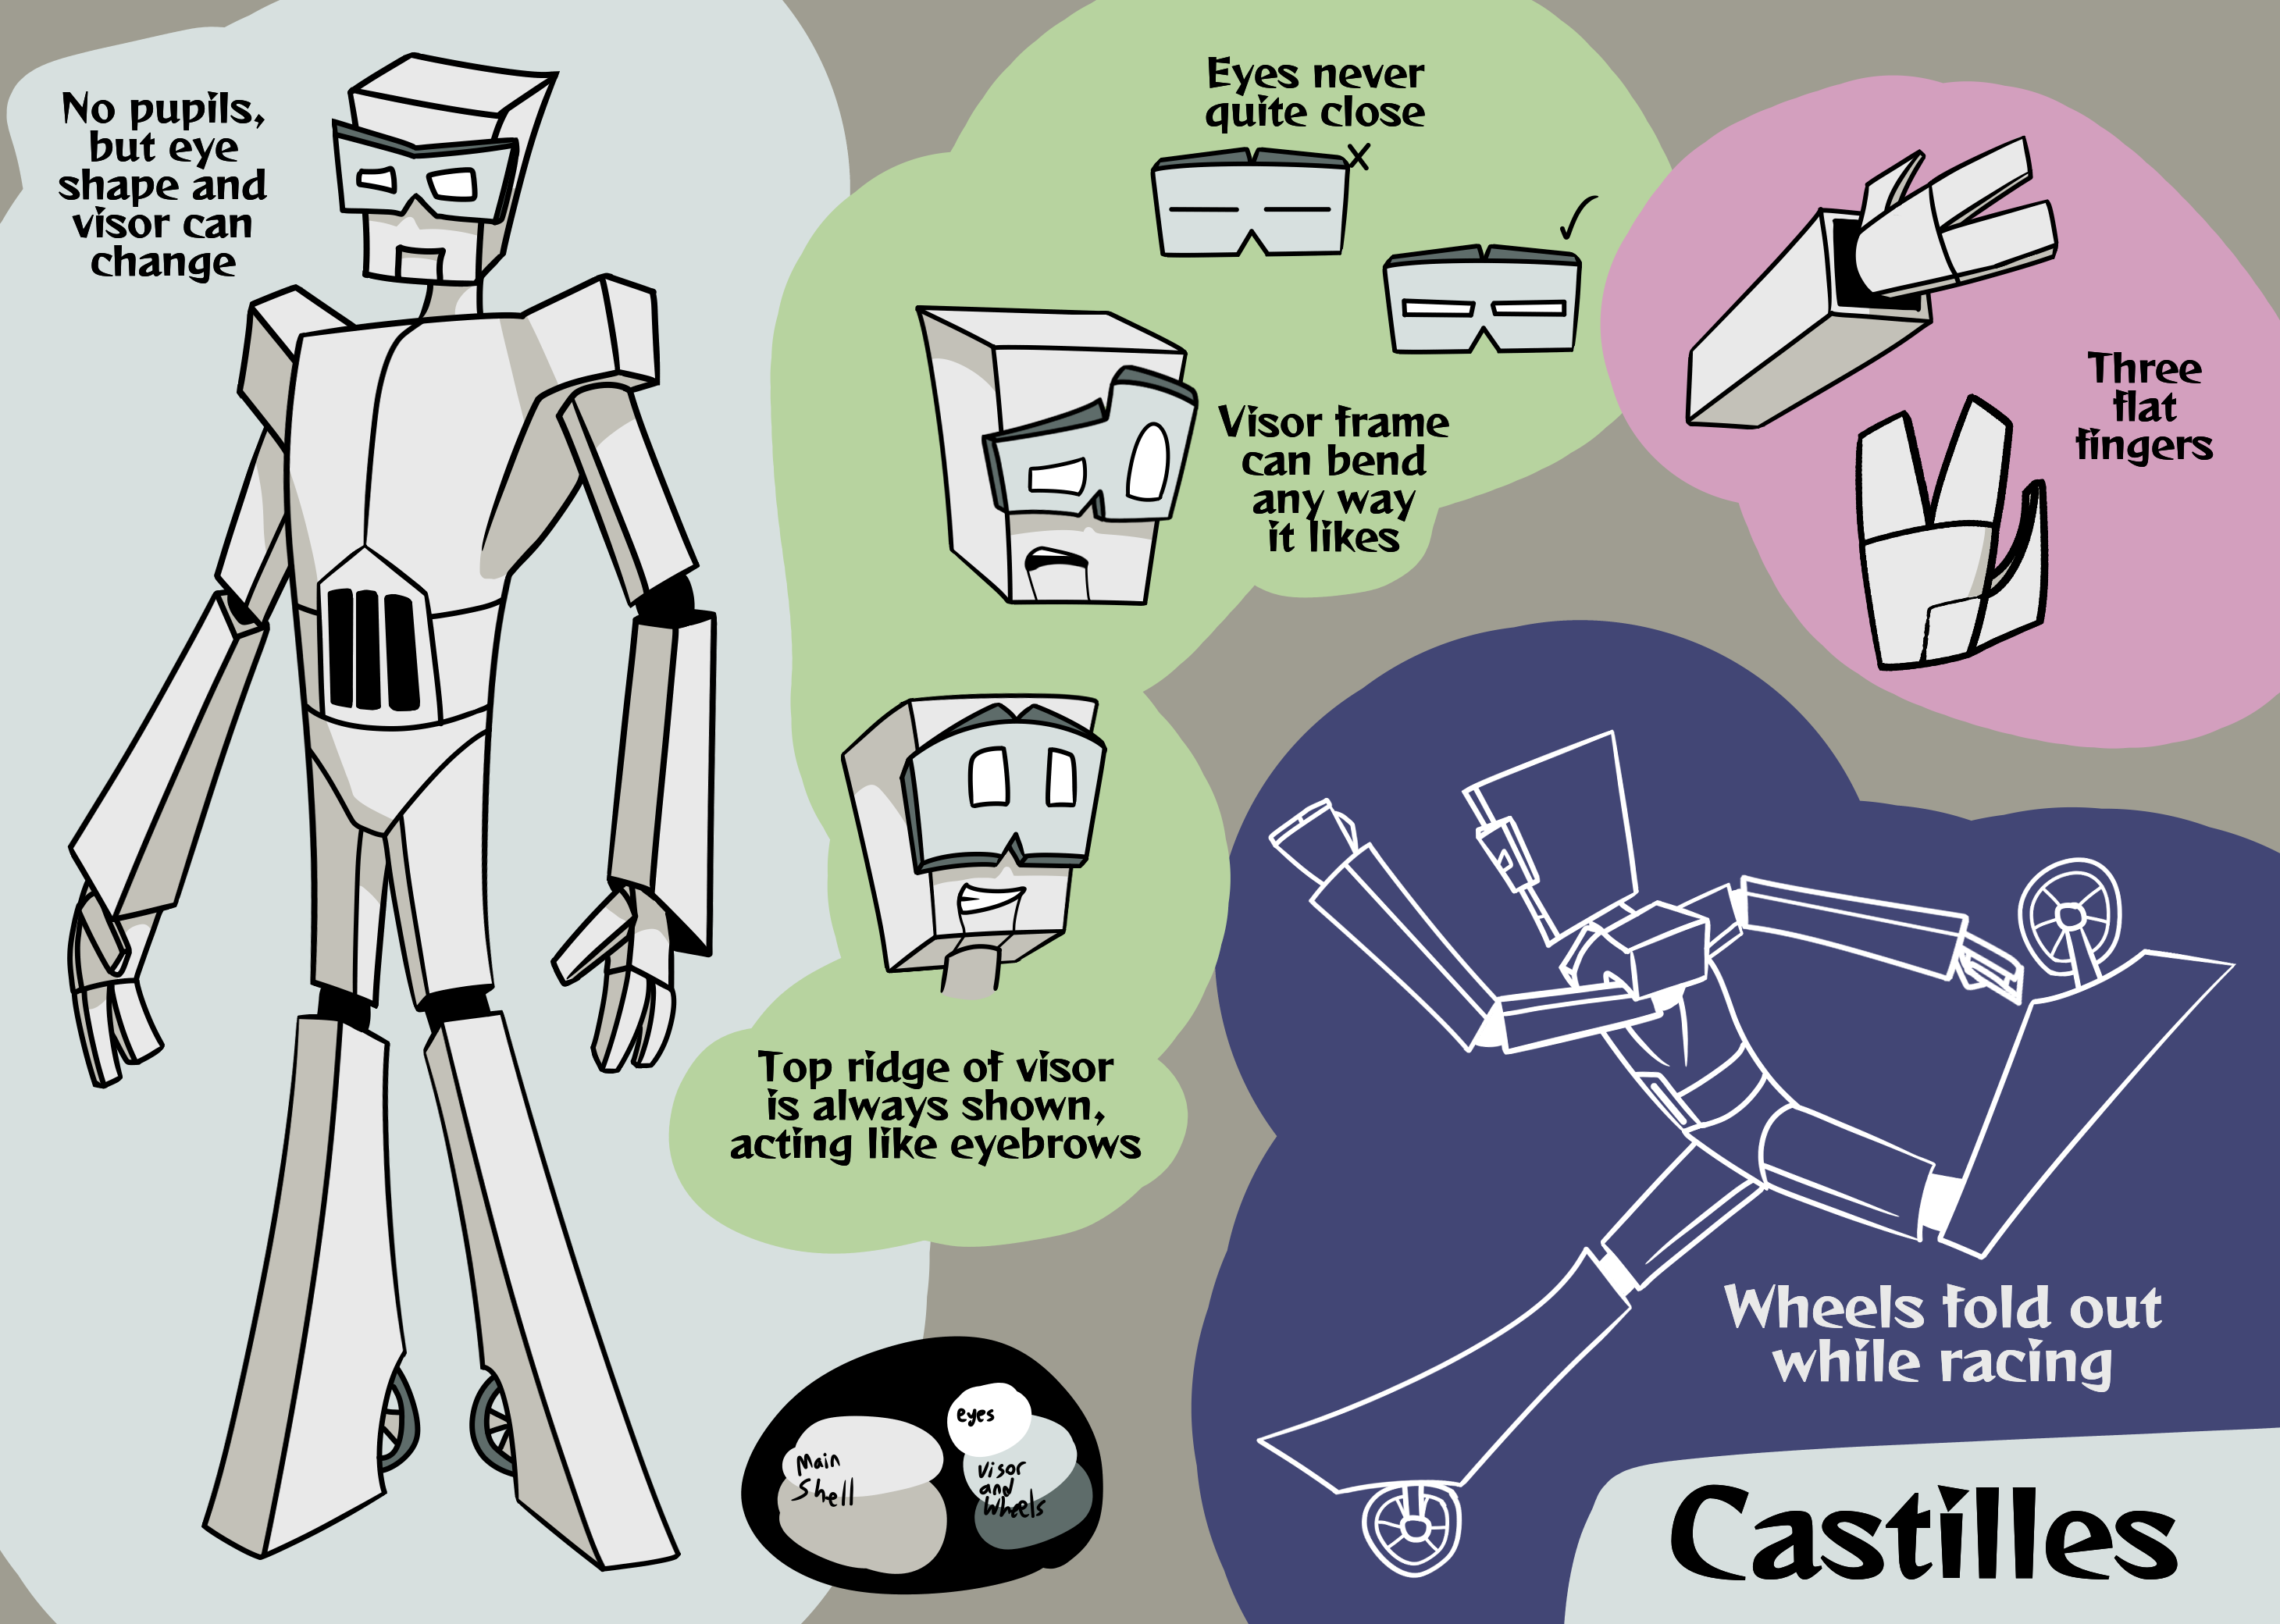 No pupils,
but eye
shape and
visor can
change
Eyes never
quite close
X
Visor frame
can bend
any way
it likes
Three
flat
fingers
Top ridge of visor
is always shown,
acting like eyebrows
Wheels fold out
while racing
eyes
Main
Shell
visor
and
Wheels
Castilles